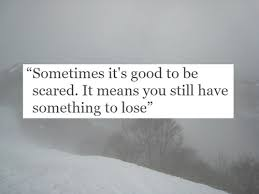 “Sometimes it's good to be
scared. It means you still have
something to lose”